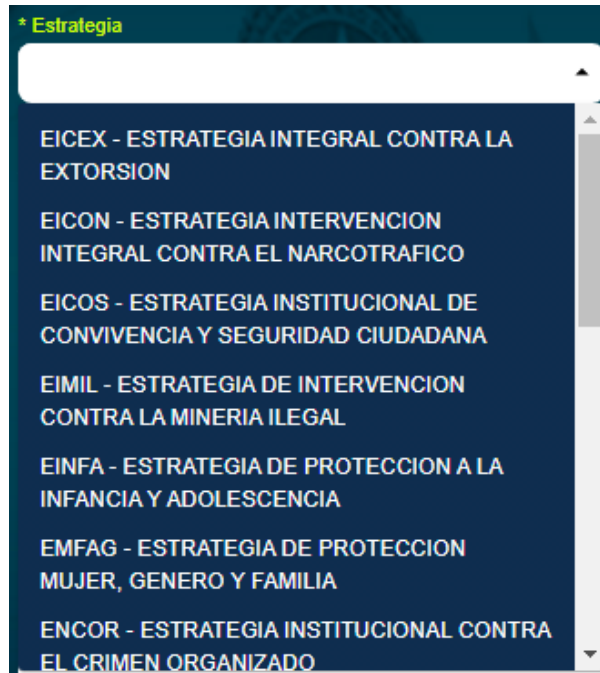 * Estrategia
EICEX - ESTRATEGIA INTEGRAL CONTRA LA
EXTORSION
EICON - ESTRATEGIA INTERVENCION
INTEGRAL CONTRA EL NARCOTRAFICO
EICOS - ESTRATEGIA INSTITUCIONAL DE
CONVIVENCIA Y SEGURIDAD CIUDADANA
EIMIL - ESTRATEGIA DE INTERVENCION
CONTRA LA MINERIA ILEGAL
EINFA - ESTRATEGIA DE PROTECCION A LA
INFANCIA Y ADOLESCENCIA
EMFAG - ESTRATEGIA DE PROTECCION
MUJER, GENERO Y FAMILIA
ENCOR - ESTRATEGIA INSTITUCIONAL CONTRA
EL CRIMEN ORGANIZADO